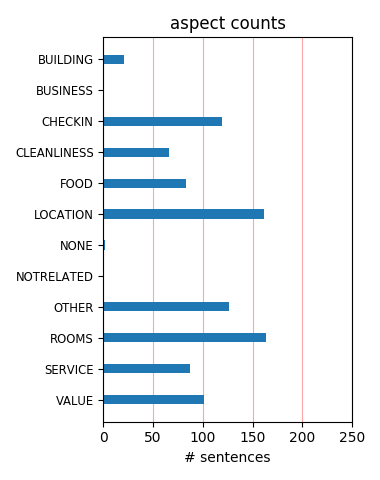 aspect counts
BUILDING
BUSINESS
CHECKIN
CLEANLINESS
FOOD
LOCATION
NONE
NOTRELATED
OTHER
ROOMS
SERVICE
VALUE
0 50 100 150 200 250
# sentences